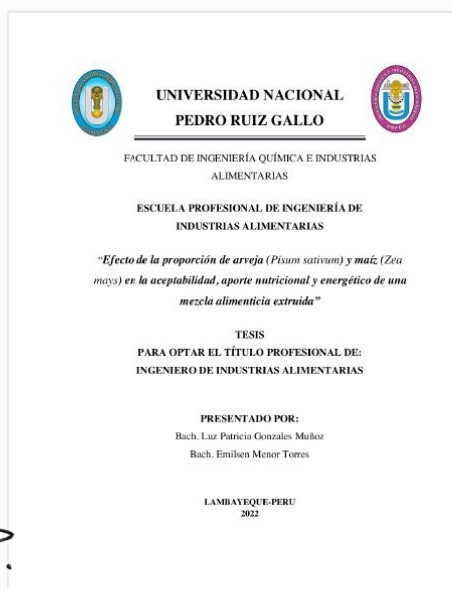 UNIVERSIDAD NACIONAL
PEDRO RUIZ GALLO
FACULTAD DE INGENIERÍA QUÍMICA E INDUSTRIAS
ALIMENTARIAS
ESCUELA PROFESIONAL DE INGENIERÍA DE
INDUSTRIAS ALIMENTARIAS
“Efecto de la proporción de arveja (Pisum sativum) y maíz (Zea
mays) en la aceptabilidad, aporte nutricional y energético de una
mezcla alimenticia extruida”
TESIS
PARA OPTAR EL TÍTULO PROFESIONAL DE:
INGENIERO DE INDUSTRIAS ALIMENTARIAS
PRESENTADO POR:
Bach. Luz Patricia Gonzales Muñoz
Bach. Emilsen Menor Torres
LAMBAYEQUE-PERU
2022